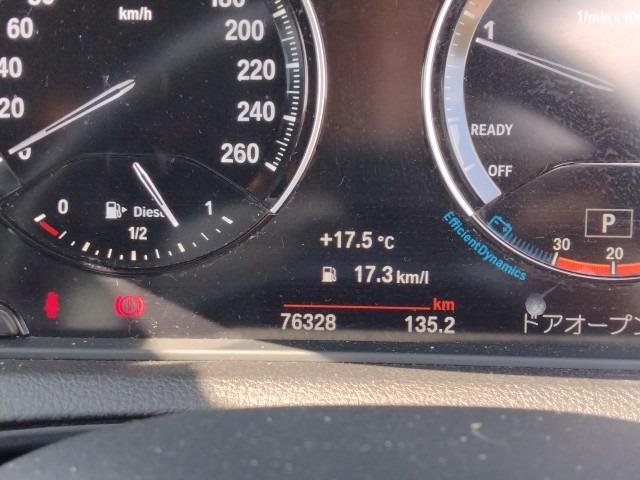 km/h
60
40
20
0
180
200
220
240
260
0
Diesel
1
1/2
+17.5 °C
17.3 km/l
km
76328 135.2
1
1/min x
READY
OFF
EfficientDynamics
P
30
20
ドアオープン